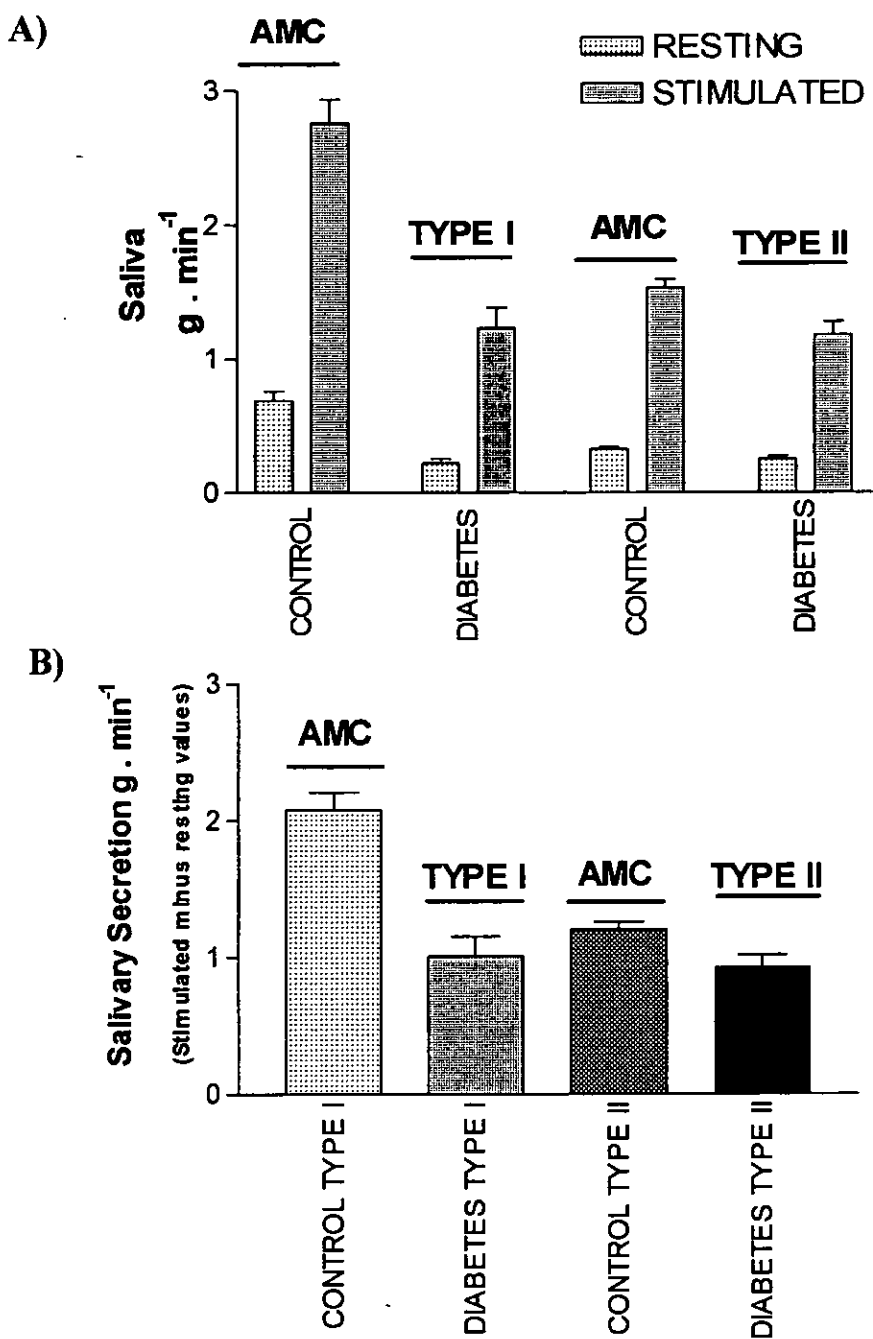 A)
AMC
RESTING
STIMULATED
3
2
1
0
Saliva
g . min-1
TYPE I
AMC
TYPE II
CONTROL
DIABETES
CONTROL
DIABETES
B)
Salivary Secretion g . min-1
(Stimulated minus resting values)
3
2
1
0
AMC
TYPE I
AMC
TYPE II
CONTROL TYPE I
DIABETES TYPE I
CONTROL TYPE II
DIABETES TYPE II